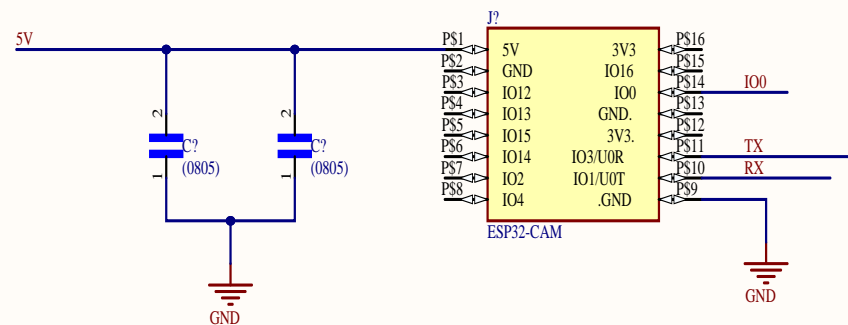 J?
5V
P$1 5V 3V3 P$16
P$2 GND IO16 P$15
P$3 IO12 IO0 P$14 IO0
P$4 IO13 GND. P$13
P$5 IO15 3V3. P$12
P$6 IO14 IO3/U0R P$11 TX
P$7 IO2 IO1/U0T P$10 RX
P$8 IO4 .GND P$9
ESP32-CAM
2 2
C? C?
(0805) (0805)
1 1
GND
GND